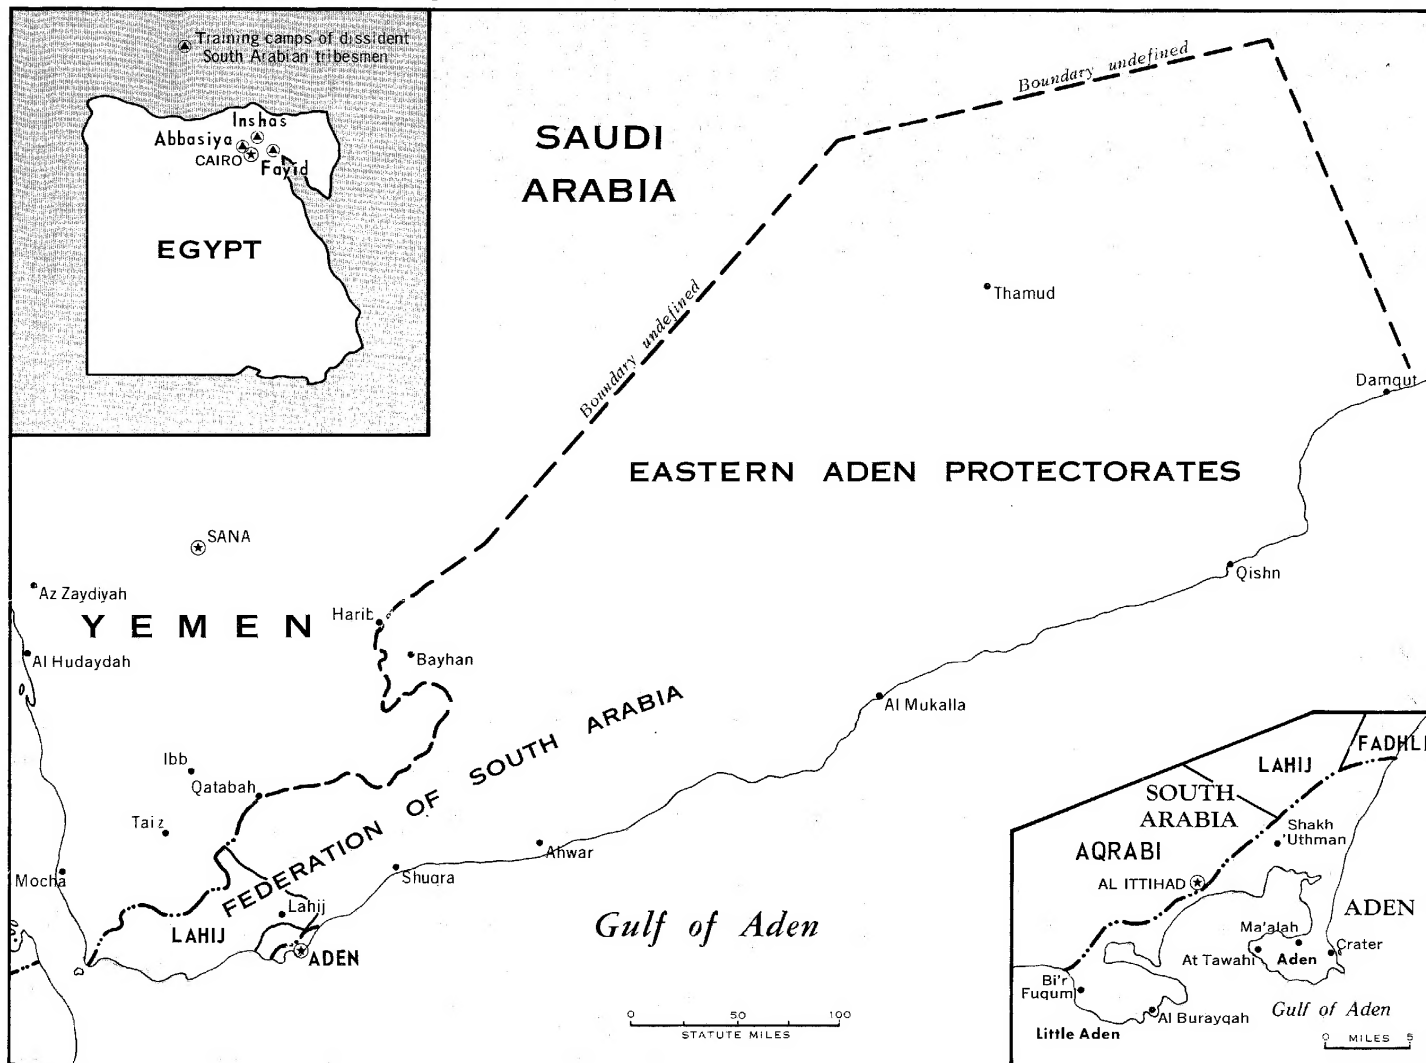 Training camps of dissident
South Arabian tribesmen
Inshas
Abbasiya
CAIRO
Fayid
EGYPT
SAUDI
ARABIA
Boundary undefined
Boundary undefined
Thamud
Damqut
EASTERN ADEN PROTECTORATES
SANA
Az Zaydiyah
YEMEN
Harib
Al Hudaydah
Bayhan
Qishn
Al Mukalla
FEDERATION OF SOUTH ARABIA
Ibb
Qatabah
Taiz
Mocha
Ahwar
Shuqra
Lahij
LAHIJ
ADEN
Gulf of Aden
0 50 100
STATUTE MILES
FADHLI
LAHIJ
SOUTH
ARABIA
Shakh
'Uthman
AQRABI
AL ITTIHAD
ADEN
Ma'alah
Crater
At Tawahi
Aden
Bi'r
Fuqum
Al Burayqah
Little Aden
Gulf of Aden
0 MILES 5